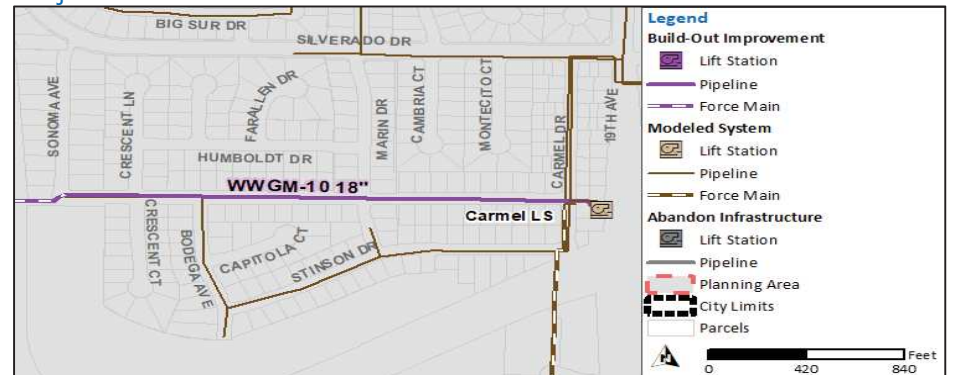 BIG SUR DR
SILVERADO DR
SONOMA AVE
CRESCENT LN
FARALLEN DR
MARIN DR
CAMBRIA CT
MONTECITO CT
CARMEL DR
19TH AVE
HUMBOLDT DR
WWGM-10 18"
Carmel LS
CRESCENT CT
BODEGA AVE
CAPITOLA CT
STINSON DR
Legend
Build-Out Improvement
Lift Station
Pipeline
Force Main
Modeled System
Lift Station
Pipeline
Force Main
Abandon Infrastructure
Lift Station
Pipeline
Planning Area
City Limits
Parcels
Feet
0 420 840